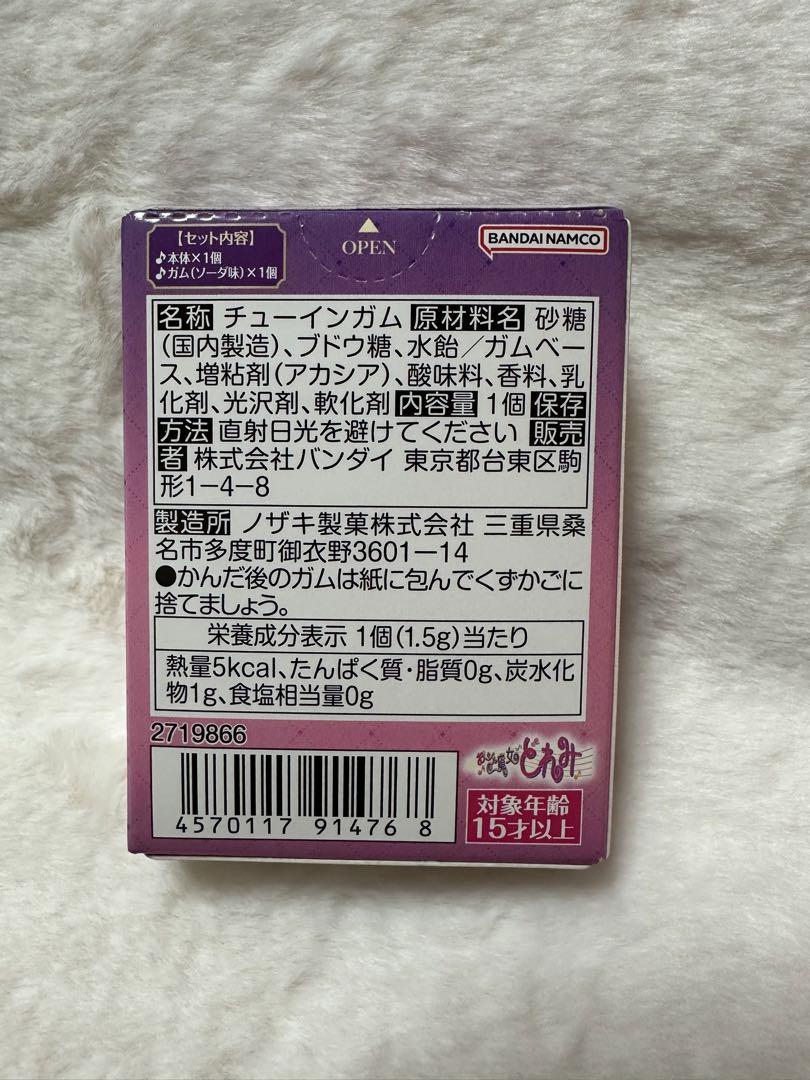 【セット内容】
♪本体×1個
♪ガム(ソーダ味)×1個
OPEN
BANDAI NAMCO
名称 チューインガム 原材料名 砂糖
(国内製造)、ブドウ糖、水飴/ガムベー
ス、増粘剤(アカシア)、酸味料、香料、乳
化剤、光沢剤、軟化剤 内容量 1個 保存
方法 直射日光を避けてください 販売
者 株式会社バンダイ 東京都台東区駒
形1-4-8
製造所 ノザキ製菓株式会社 三重県桑
名市多度町御衣野3601-14
●かんだ後のガムは紙に包んでくずかごに
捨てましょう。
栄養成分表示 1個(1.5g)当たり
熱量5kcal、たんぱく質・脂質0g、炭水化
物1g、食塩相当量0g
2719866
4570117 914768
おジャ魔女どれみ
対象年齢
15才以上